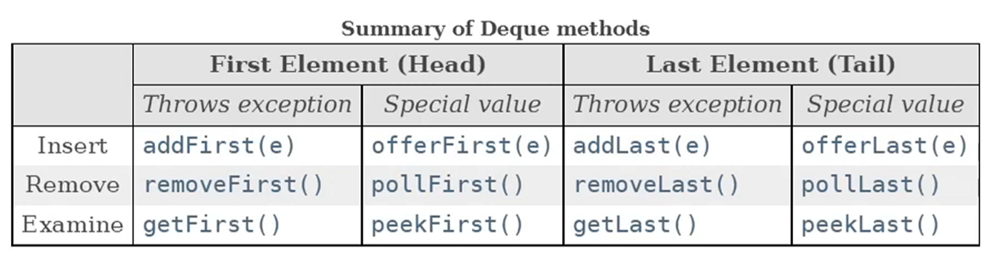 Summary of Deque methods
First Element (Head) Last Element (Tail)
Throws exception Special value Throws exception Special value
Insert addFirst(e) offerFirst(e) addLast(e) offerLast(e)
Remove removeFirst() pollFirst() removeLast() pollLast()
Examine getFirst() peekFirst() getLast() peekLast()